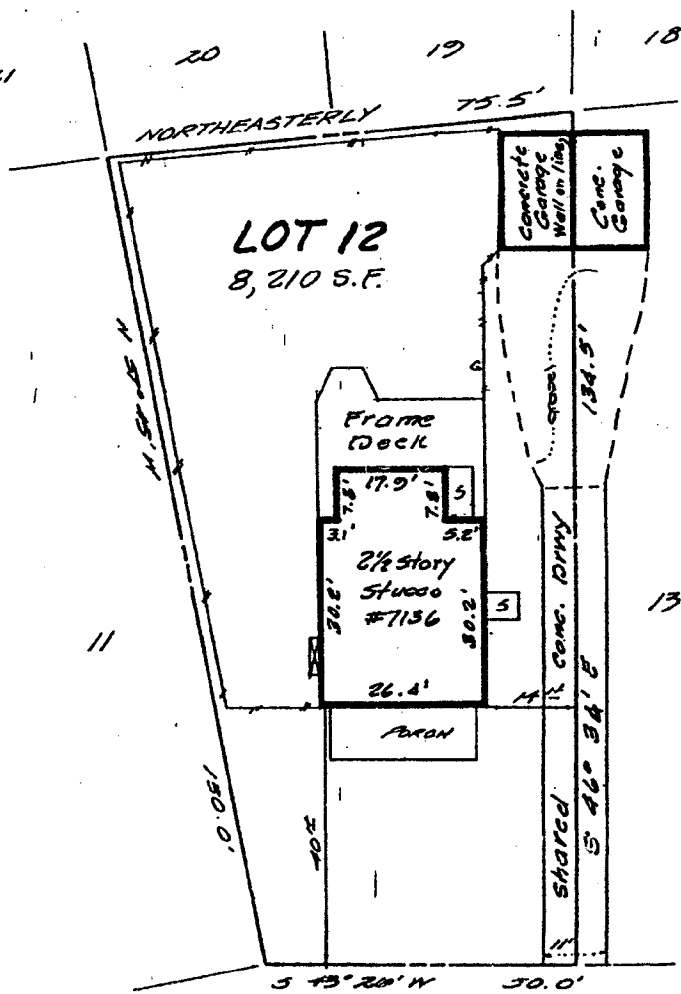 20
19
18
NORTHEASTERLY
75.5'
Concrete
Garage
Wall on line
Conc.
Garage
LOT 12
8,210 S.F.
134.5'
Frame
Deck
17.9'
7.8'
7.8'
S
3.1'
5.2'
2½ Story
Stucco
#7136
30.2'
30.2'
S
26.4'
Conc. Drwy
13
11
14'±
PORCH
S 46° 34' E
150.0'
40'±
shared
11'
50.0'